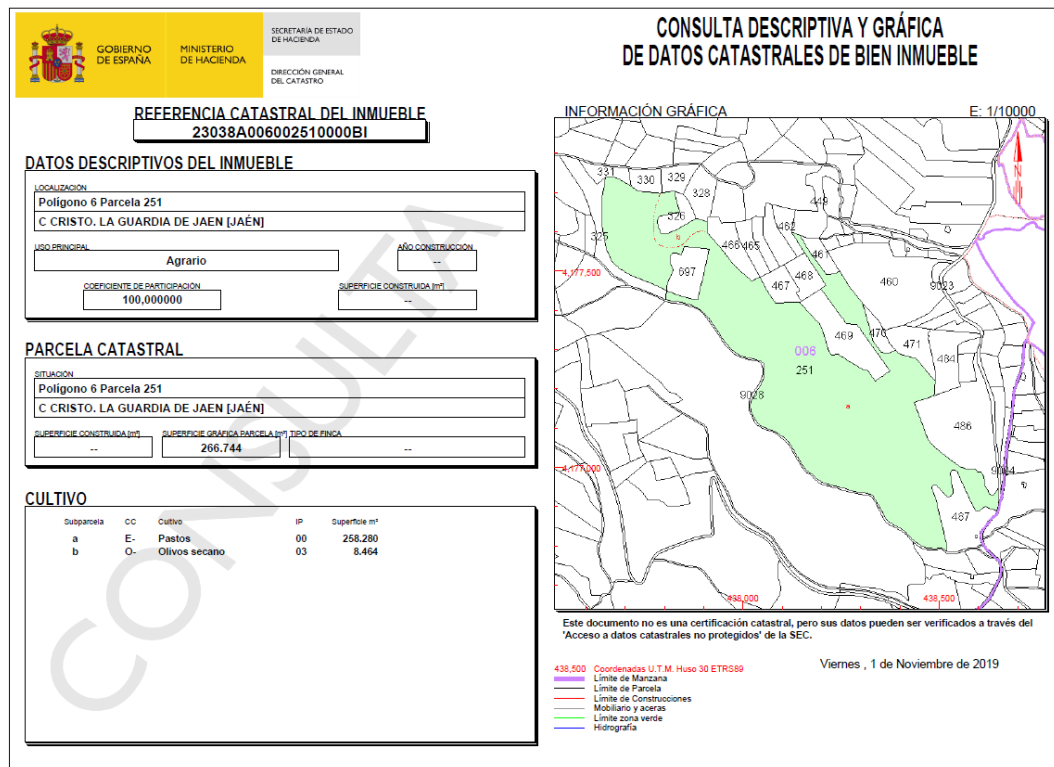 GOBIERNO
DE ESPAÑA
MINISTERIO
DE HACIENDA
SECRETARÍA DE ESTADO
DE HACIENDA
DIRECCIÓN GENERAL
DEL CATASTRO
CONSULTA DESCRIPTIVA Y GRÁFICA
DE DATOS CATASTRALES DE BIEN INMUEBLE
REFERENCIA CATASTRAL DEL INMUEBLE
23038A006002510000BI
DATOS DESCRIPTIVOS DEL INMUEBLE
LOCALIZACIÓN
Polígono 6 Parcela 251
C CRISTO. LA GUARDIA DE JAEN [JAÉN]
USO PRINCIPAL
Agrario
AÑO CONSTRUCCIÓN
--
COEFICIENTE DE PARTICIPACIÓN
100,000000
SUPERFICIE CONSTRUIDA [m²]
--
PARCELA CATASTRAL
SITUACIÓN
Polígono 6 Parcela 251
C CRISTO. LA GUARDIA DE JAEN [JAÉN]
SUPERFICIE CONSTRUIDA [m²]
--
SUPERFICIE GRÁFICA PARCELA [m²]
266.744
TIPO DE FINCA
--
CULTIVO
Subparcela CC Cultivo IP Superficie m²
a E- Pastos 00 258.280
b O- Olivos secano 03 8.464
CONSULTA
INFORMACIÓN GRÁFICA E: 1/10000
N
331
330
329
328
326
325
449
462
466
465
461
468
467
697
460
9023
4,177,500
469
470
471
484
006
251
9028
486
4,177,000
487
438,000
438,500
Este documento no es una certificación catastral, pero sus datos pueden ser verificados a través del
'Acceso a datos catastrales no protegidos' de la SEC.
Viernes , 1 de Noviembre de 2019
438,500 Coordenadas U.T.M. Huso 30 ETRS89
Límite de Manzana
Límite de Parcela
Límite de Construcciones
Mobiliario y aceras
Límite zona verde
Hidrografía